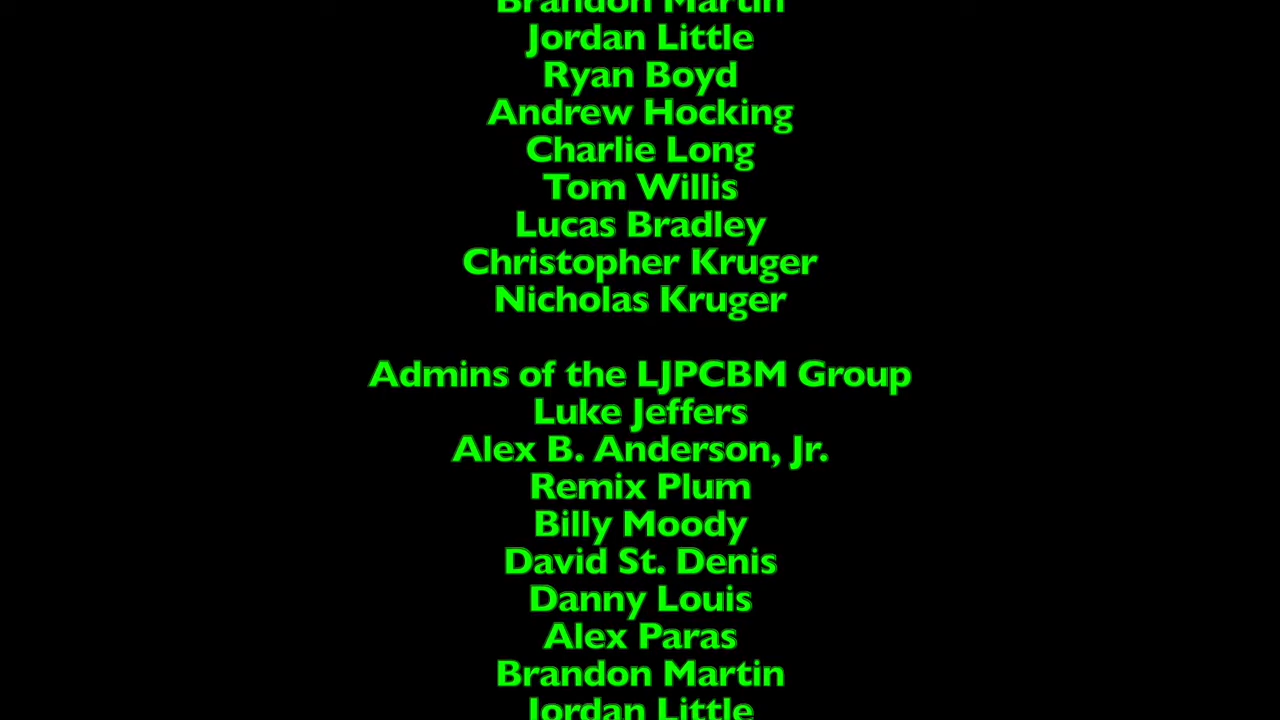 Brandon Martin
Jordan Little
Ryan Boyd
Andrew Hocking
Charlie Long
Tom Willis
Lucas Bradley
Christopher Kruger
Nicholas Kruger
Admins of the LJPCBM Group
Luke Jeffers
Alex B. Anderson, Jr.
Remix Plum
Billy Moody
David St. Denis
Danny Louis
Alex Paras
Brandon Martin
Jordan Little